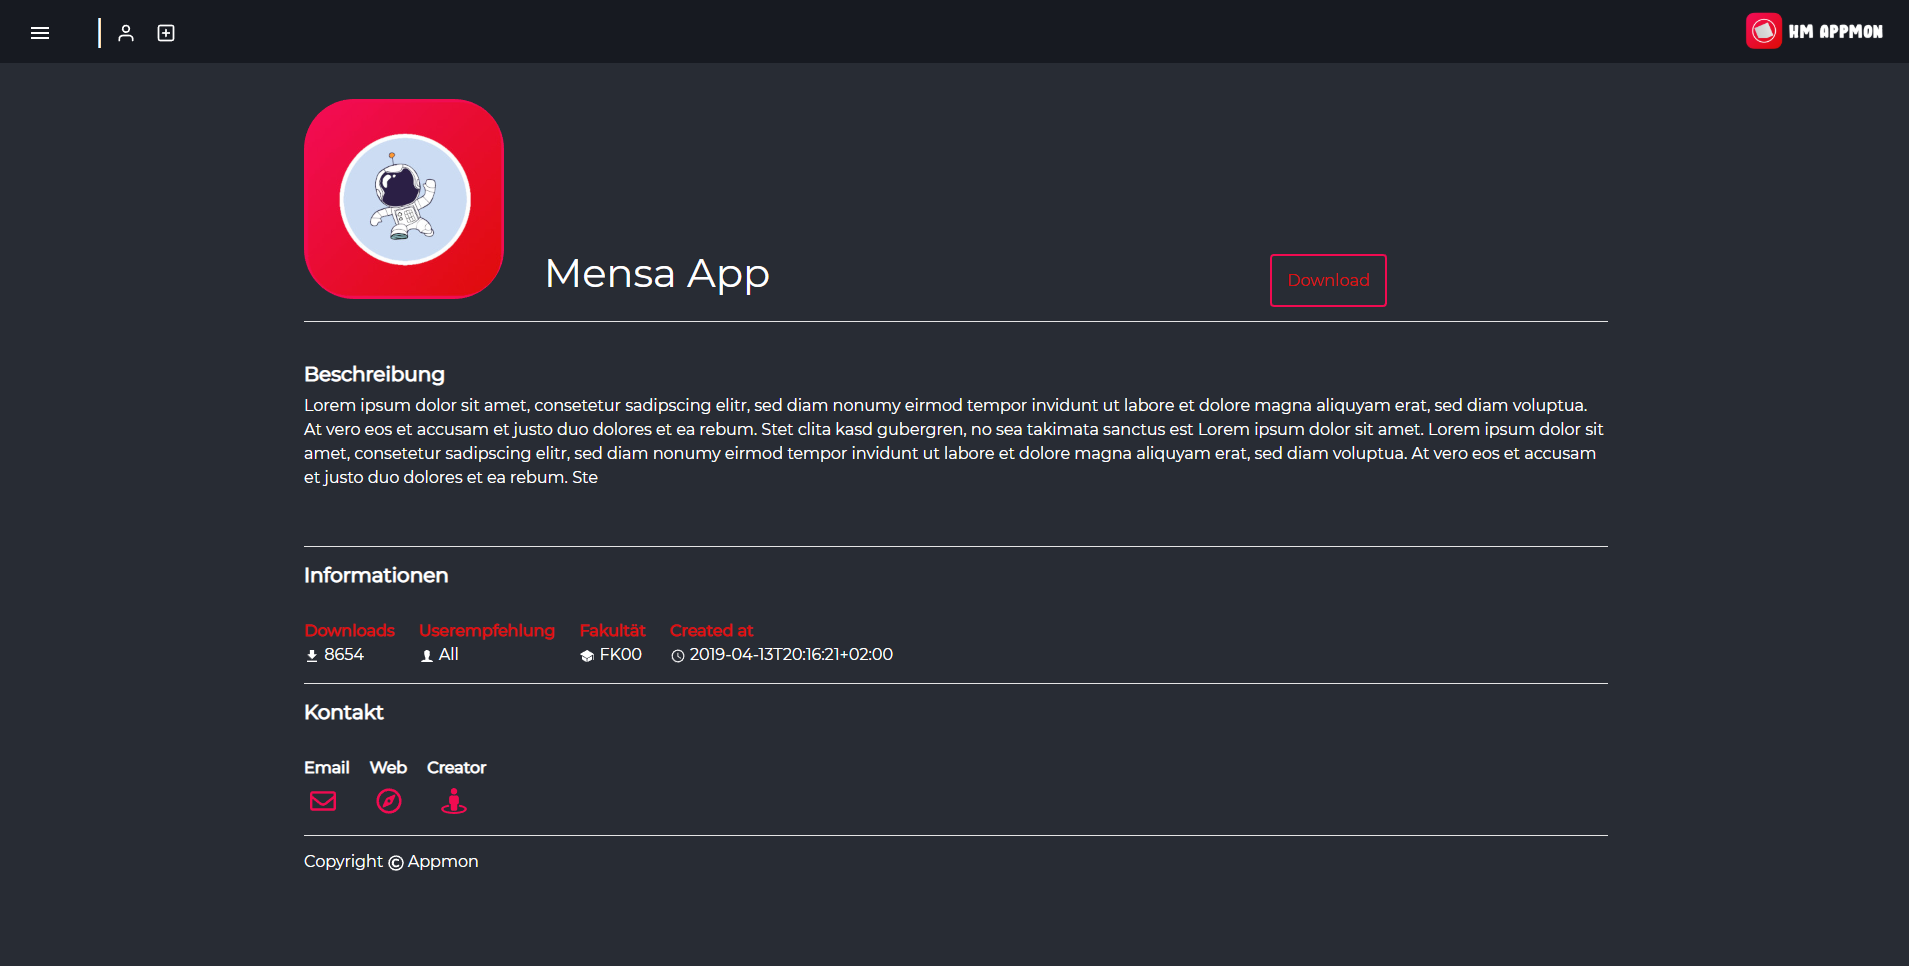 HM APPMON
Mensa App
Download
Beschreibung
Lorem ipsum dolor sit amet, consetetur sadipscing elitr, sed diam nonumy eirmod tempor invidunt ut labore et dolore magna aliquyam erat, sed diam voluptua.
At vero eos et accusam et justo duo dolores et ea rebum. Stet clita kasd gubergren, no sea takimata sanctus est Lorem ipsum dolor sit amet. Lorem ipsum dolor sit
amet, consetetur sadipscing elitr, sed diam nonumy eirmod tempor invidunt ut labore et dolore magna aliquyam erat, sed diam voluptua. At vero eos et accusam
et justo duo dolores et ea rebum. Ste
Informationen
Downloads Userempfehlung Fakultät Created at
8654 All FK00 2019-04-13T20:16:21+02:00
Kontakt
Email Web Creator
Copyright © Appmon